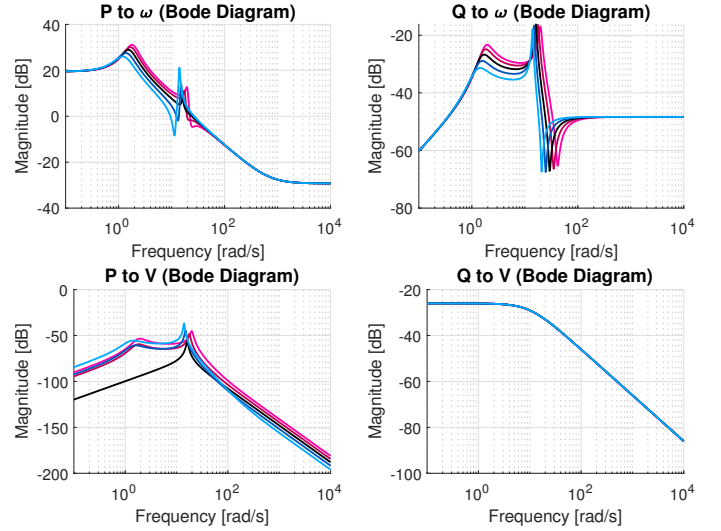 P to ω (Bode Diagram)
Magnitude [dB]
40
20
0
-20
-40
10^0
10^2
10^4
Frequency [rad/s]
Q to ω (Bode Diagram)
Magnitude [dB]
-40
-60
-80
10^0
10^2
10^4
Frequency [rad/s]
P to V (Bode Diagram)
Magnitude [dB]
0
-50
-100
-150
-200
10^0
10^2
10^4
Frequency [rad/s]
Q to V (Bode Diagram)
Magnitude [dB]
-20
-40
-60
-80
-100
10^0
10^2
10^4
Frequency [rad/s]